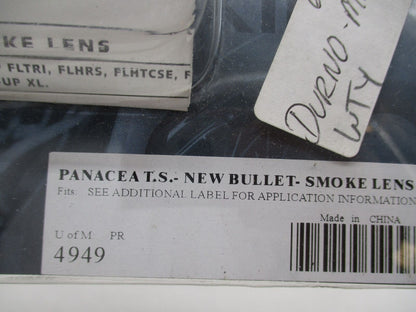 OKE LENS
FLTRI, FLHRS, FLHTCSE, F
UP XL.
DURNO-M
WTY
PANACEA T.S.- NEW BULLET- SMOKE LENS
Fits: SEE ADDITIONAL LABEL FOR APPLICATION INFORMATION
Made in CHINA
U of M PR
4949